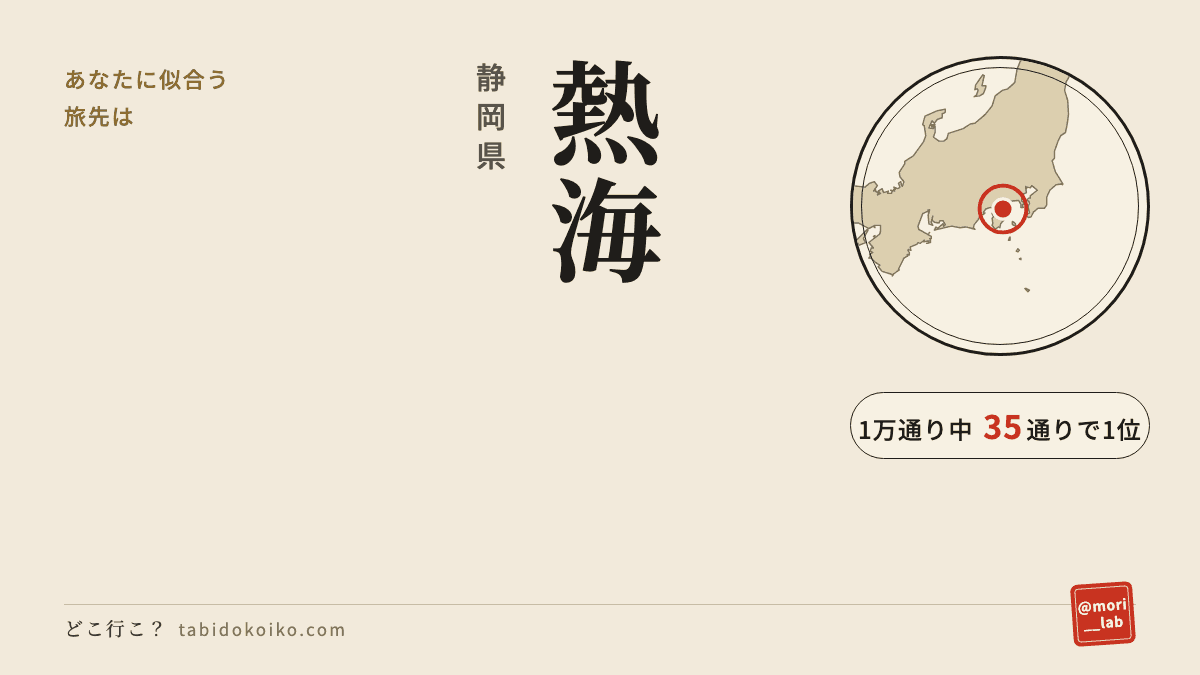 あなたに似合う
旅先は
熱海
静岡県
1万通り中 35通りで1位
どこ行こ? tabidokoiko.com
@mori
__lab